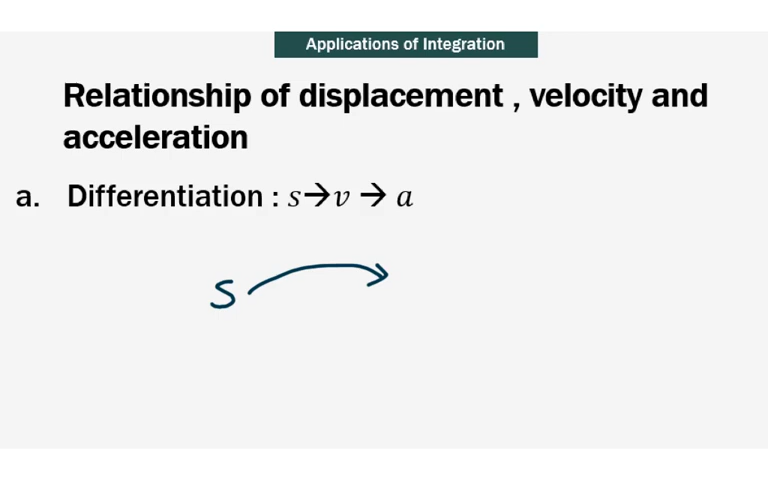 Applications of Integration
Relationship of displacement , velocity and
acceleration
a. Differentiation : s→v → a
s